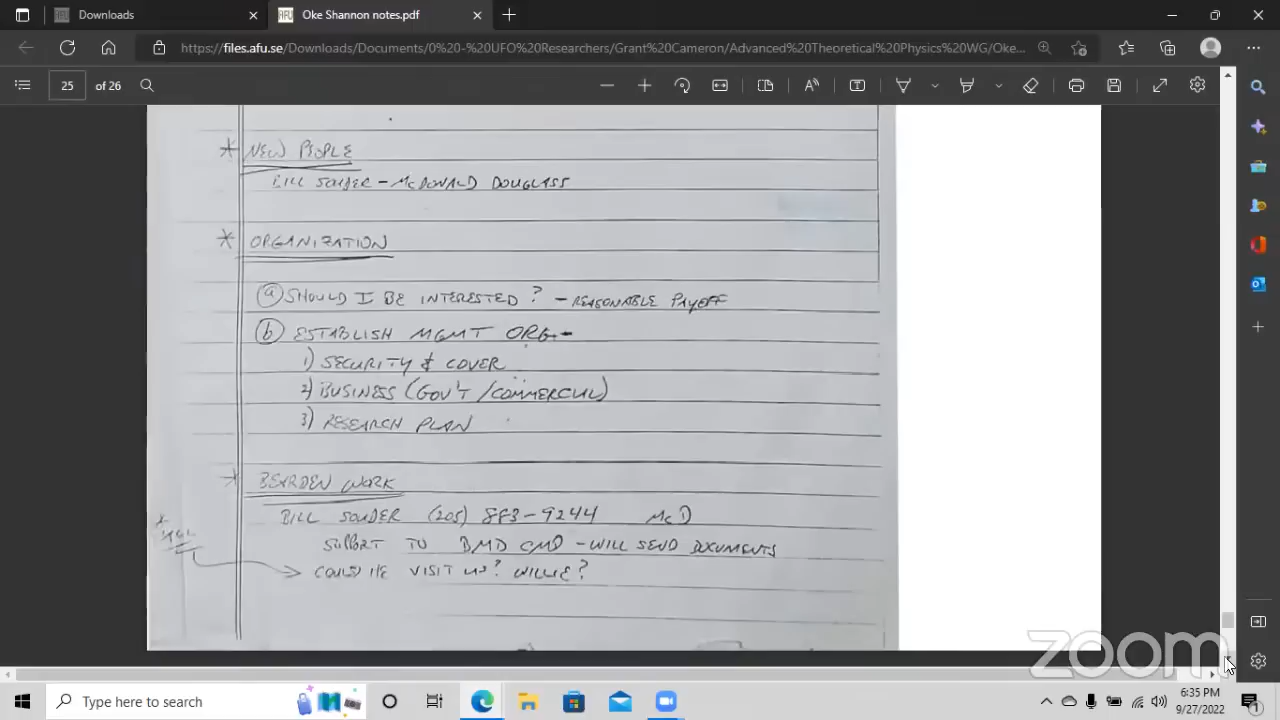 Downloads
Oke Shannon notes.pdf
https://files.afu.se/Downloads/Documents/0%20-%20UFO%20Researchers/Grant%20Cameron/Advanced%20Theoretical%20Physics%20WG/Oke...
25 of 26
* NEW PEOPLE
BILL SOUDER - McDONALD DOUGLASS
* ORGANIZATION
(a) SHOULD I BE INTERESTED? - REASONABLE PAYOFF
(b) ESTABLISH MGMT ORG-
1) SECURITY & COVER
2) BUSINESS (GOV'T / COMMERCIAL)
3) RESEARCH PLAN
* BEARDEN WORK
BILL SOUDER (205) 883-9244 McD
SUPPORT TO BMD CMD - WILL SEND DOCUMENTS
COULD HE VISIT US? WILLIE?
zoom
Type here to search
6:35 PM
9/27/2022